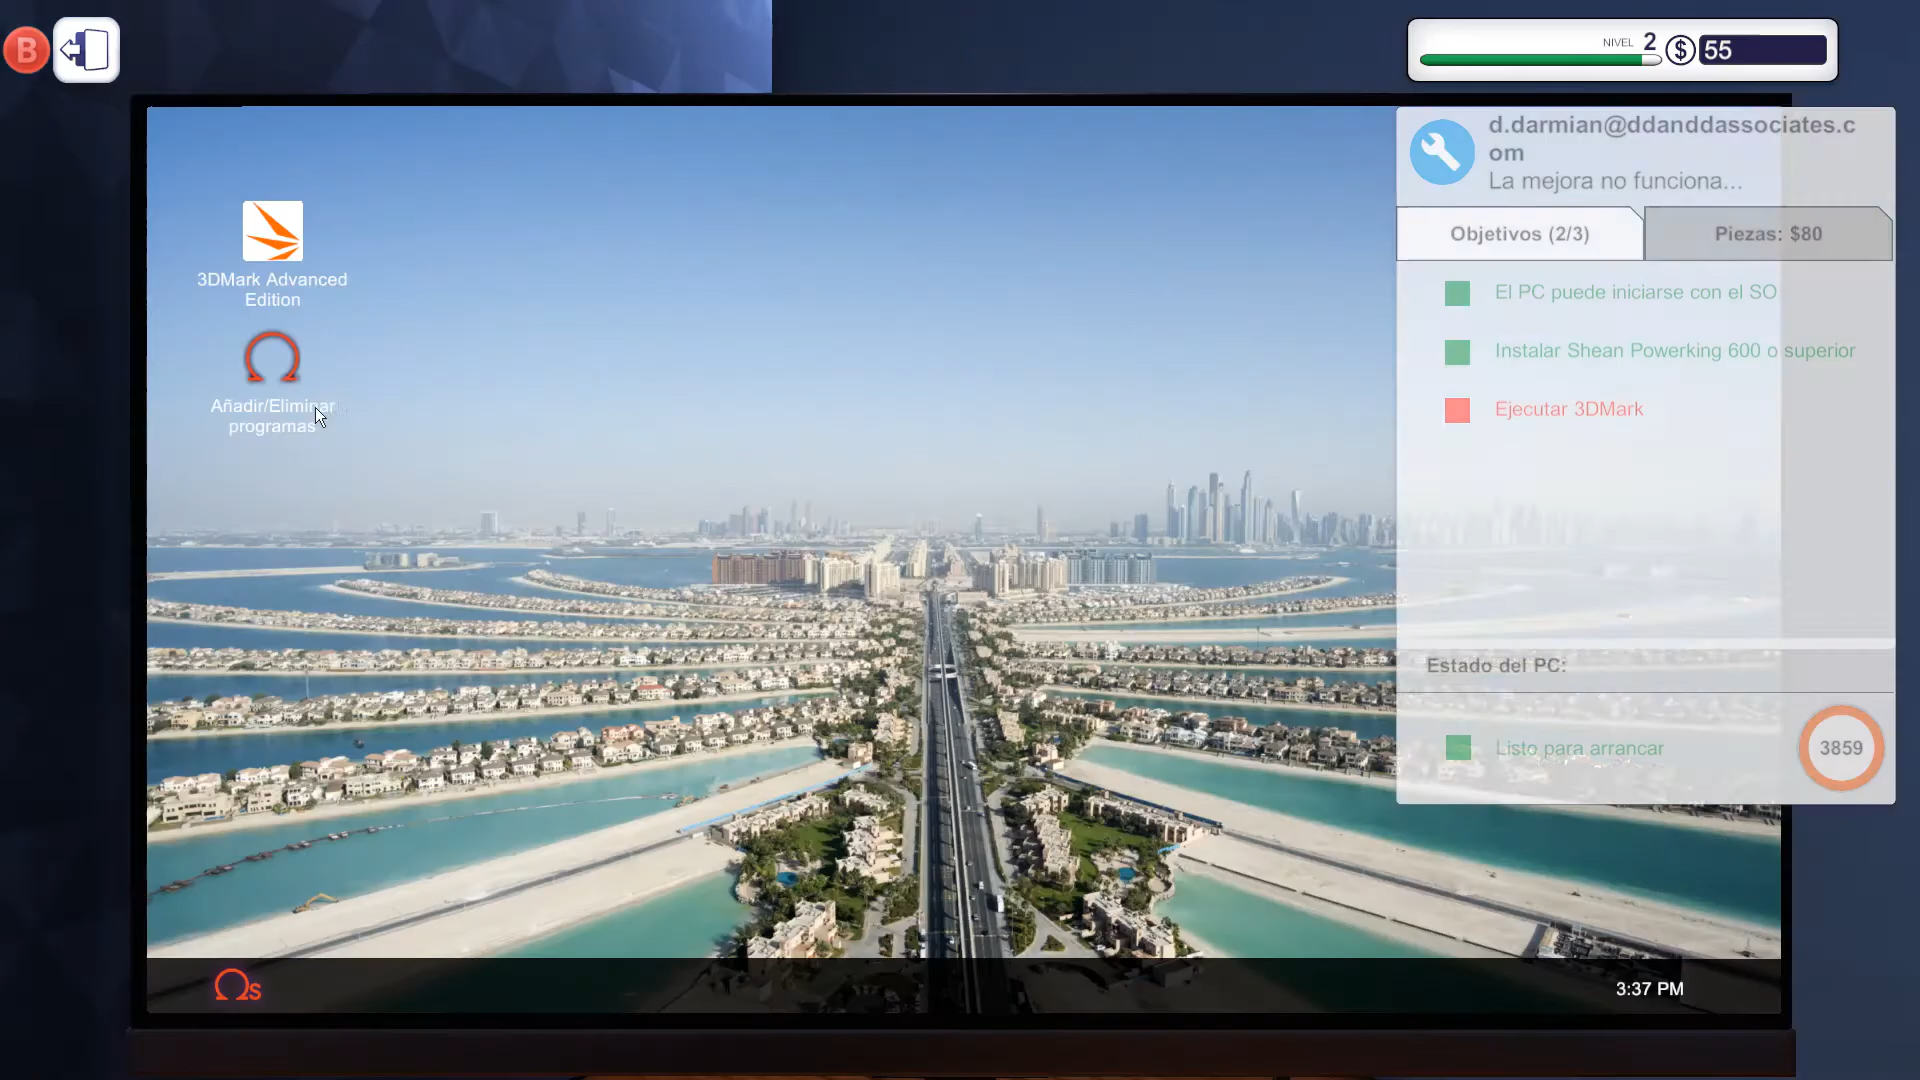 B
NIVEL 2
$ 55
d.darmian@ddanddassociates.c
om
La mejora no funciona...
Objetivos (2/3)
Piezas: $80
El PC puede iniciarse con el SO
Instalar Shean Powerking 600 o superior
Ejecutar 3DMark
3DMark Advanced
Edition
Añadir/Eliminar
programas
Estado del PC:
Listo para arrancar
3859
Ωs
3:37 PM